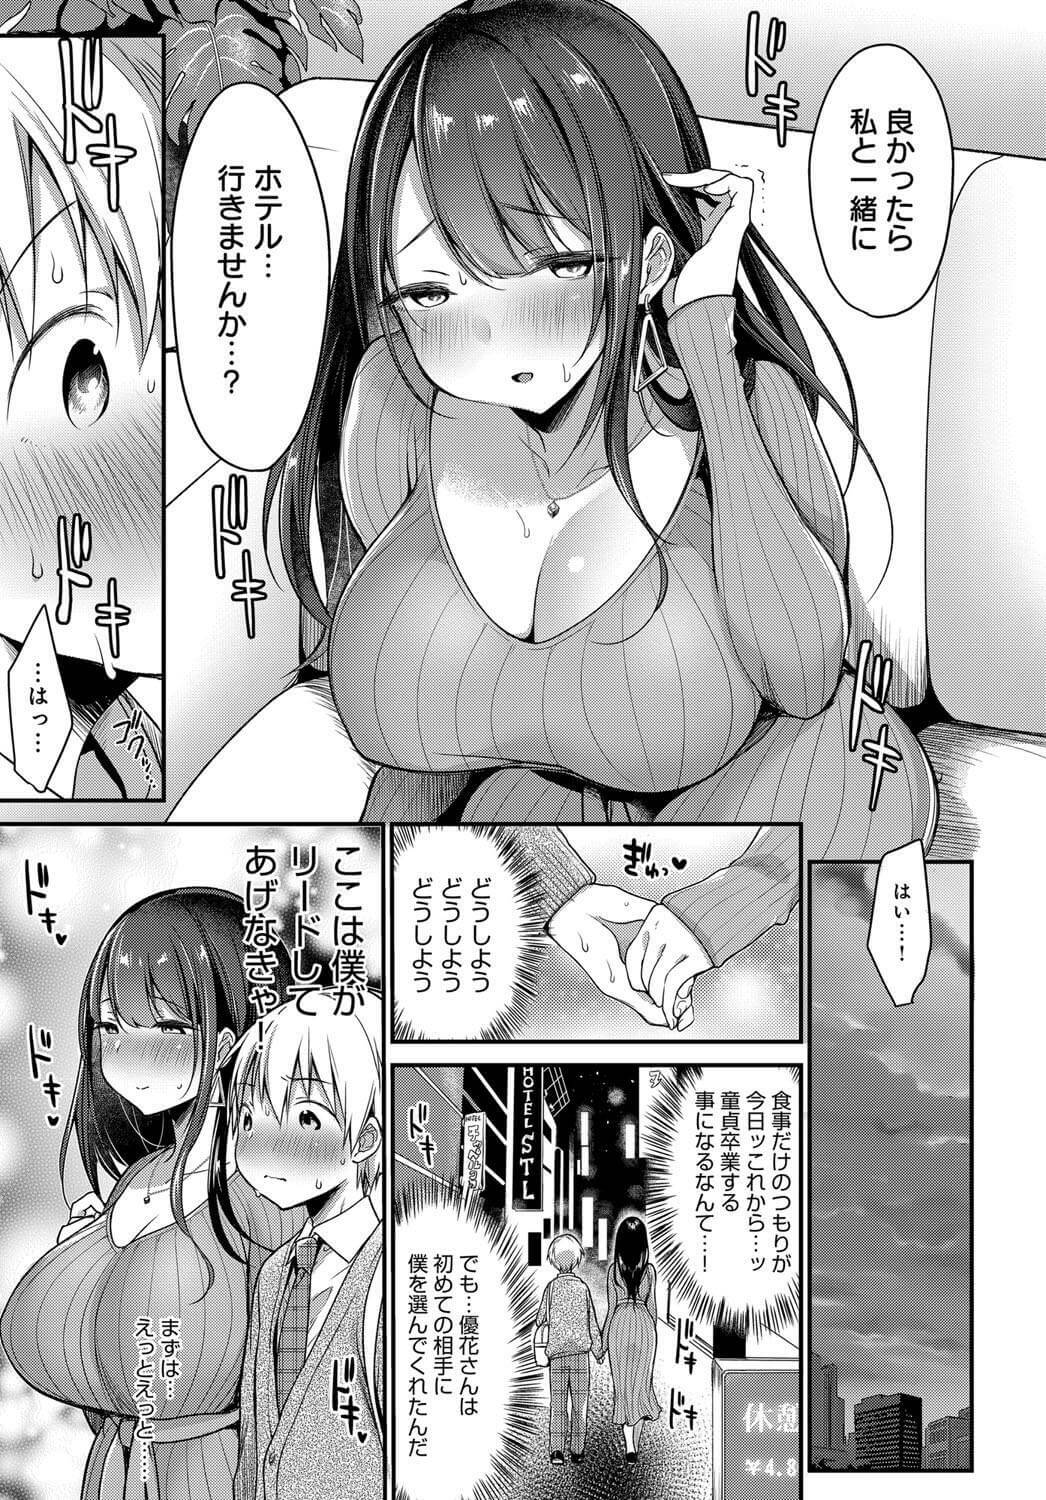 良かったら
私と一緒に
ドキ
ホテル…
行きませんか…？
ドキ
ドキ
ドキ
ドキ
…はっ…
はい…！
ぎゅっ
どうしよう
どうしよう
どうしよう
食事だけのつもりが
今日ッこれから…ッ
童貞卒業する
事になるなんて…！
HOTEL STL
HOTEL
ドキ
でも…優花さんは
初めての相手に
僕を選んでくれたんだ
ドキ
休憩
¥4.8
ここは僕が
リードして
あげなきゃ！
ドキ
ドキ
まずは…
えっとえっと……